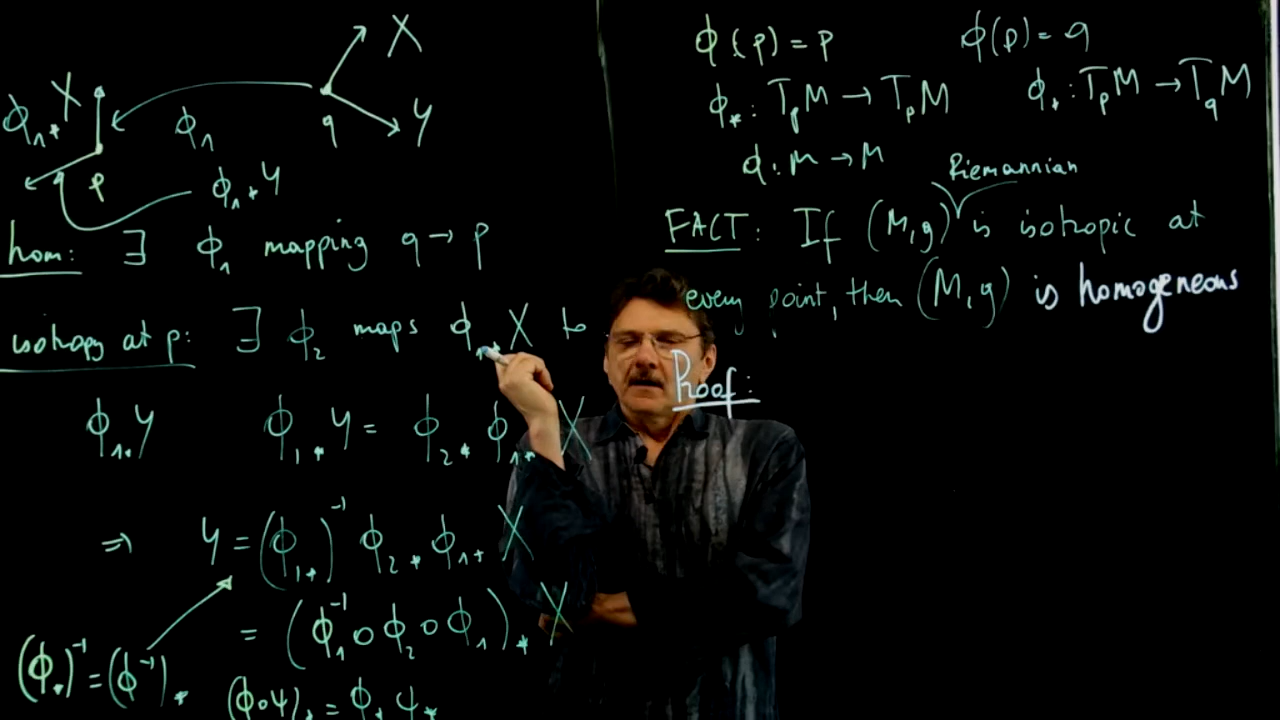 X
ϕ₁⁎X
ϕ₁
q
Y
p
ϕ₁⁎Y
hom: ∃ ϕ₁ mapping q → p
isotropy at p: ∃ ϕ₂ maps ϕ₁⁎X to
ϕ₁⁎Y ϕ₁⁎Y = ϕ₂⁎ϕ₁⁎X
⇒ Y = (ϕ₁⁎)⁻¹ ϕ₂⁎ϕ₁⁎X
= (ϕ₁⁻¹ ∘ ϕ₂ ∘ ϕ₁)⁎X
(ϕ⁎)⁻¹ = (ϕ⁻¹)⁎ (ϕ∘ψ)⁎ = ϕ⁎ψ⁎
ϕ(p) = p ϕ(p) = q
ϕ⁎: TₚM → TₚM ϕ⁎: TₚM → T_qM
ϕ: M → M
Riemannian
FACT: If (M,g) is isotropic at
every point, then (M,g) is homogeneous
Proof: